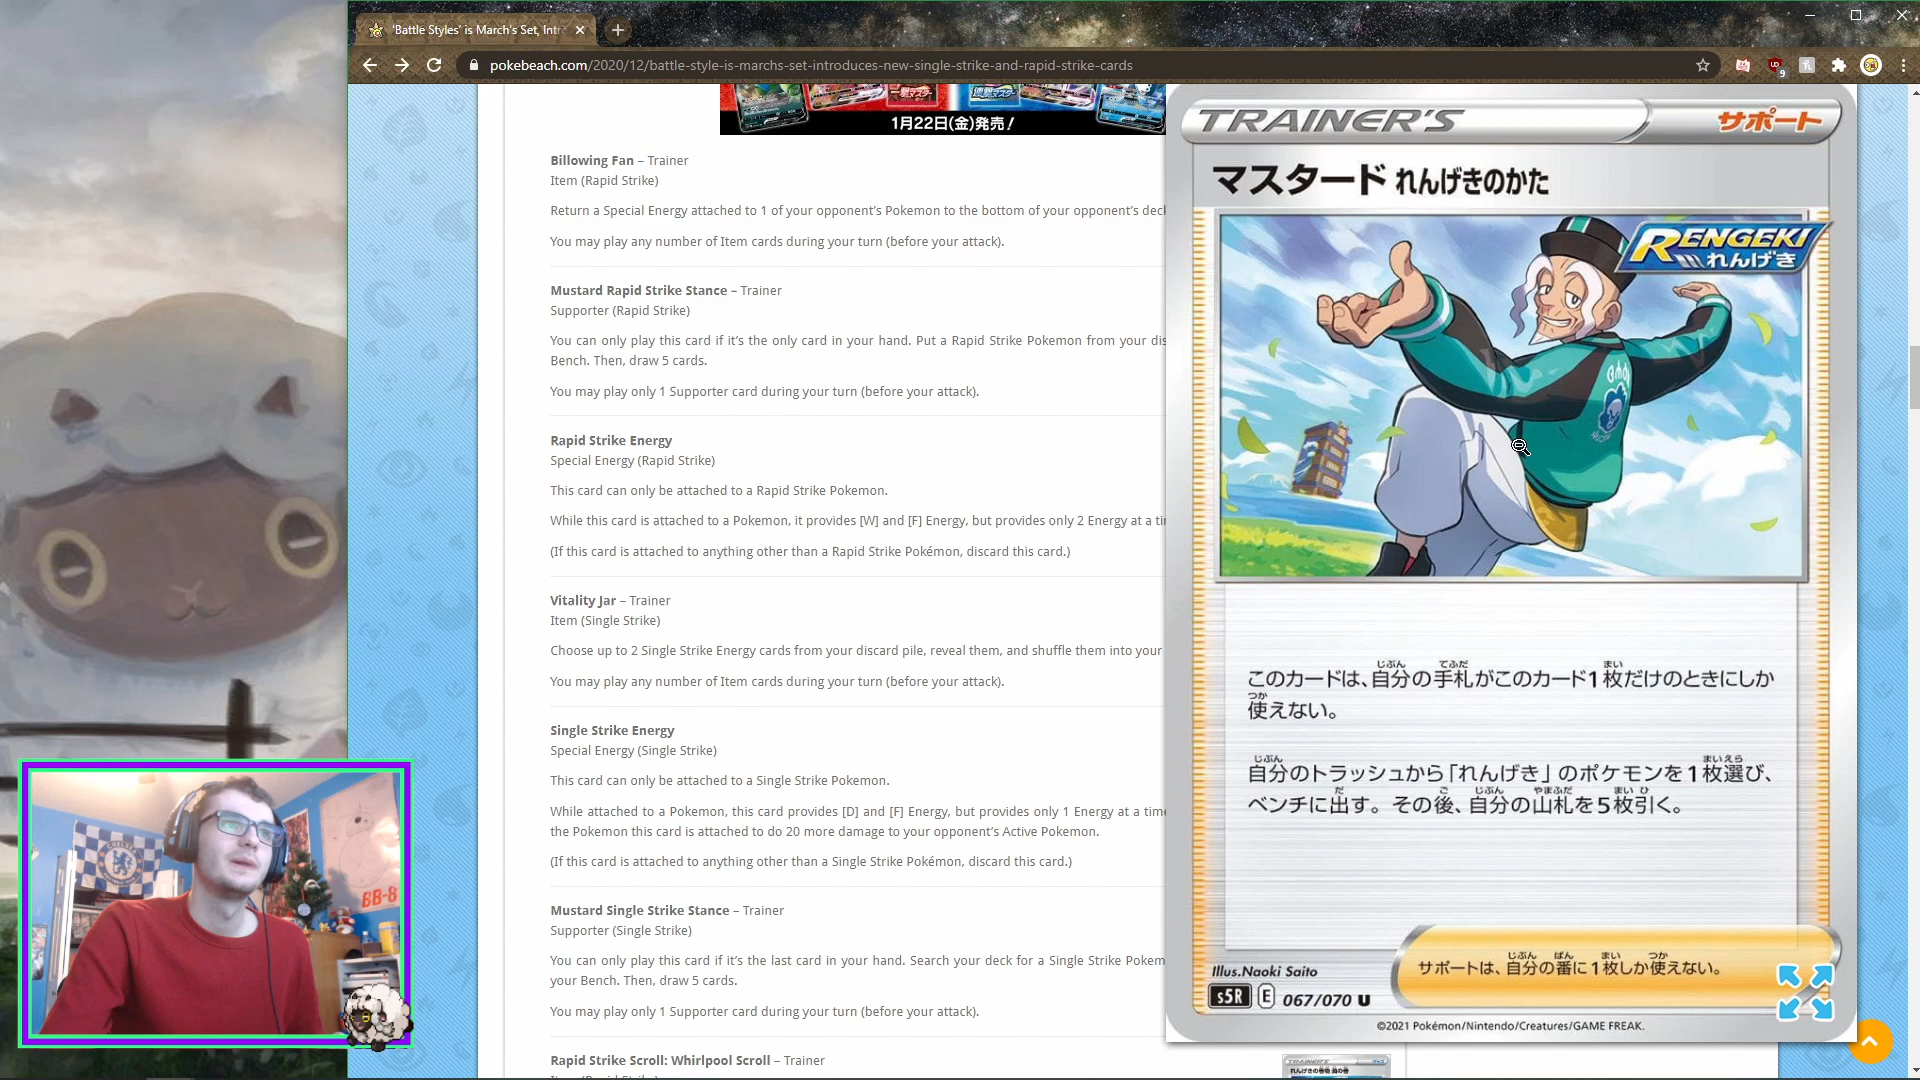 'Battle Styles' is March's Set, Intr
pokebeach.com/2020/12/battle-style-is-marchs-set-introduces-new-single-strike-and-rapid-strike-cards
9
1月22日(金)発売！
Billowing Fan – Trainer
Item (Rapid Strike)
Return a Special Energy attached to 1 of your opponent's Pokemon to the bottom of your opponent's deck
You may play any number of Item cards during your turn (before your attack).
Mustard Rapid Strike Stance – Trainer
Supporter (Rapid Strike)
You can only play this card if it's the only card in your hand. Put a Rapid Strike Pokemon from your dis
Bench. Then, draw 5 cards.
You may play only 1 Supporter card during your turn (before your attack).
Rapid Strike Energy
Special Energy (Rapid Strike)
This card can only be attached to a Rapid Strike Pokemon.
While this card is attached to a Pokemon, it provides [W] and [F] Energy, but provides only 2 Energy at a ti
(If this card is attached to anything other than a Rapid Strike Pokémon, discard this card.)
Vitality Jar – Trainer
Item (Single Strike)
Choose up to 2 Single Strike Energy cards from your discard pile, reveal them, and shuffle them into your
You may play any number of Item cards during your turn (before your attack).
Single Strike Energy
Special Energy (Single Strike)
This card can only be attached to a Single Strike Pokemon.
While attached to a Pokemon, this card provides [D] and [F] Energy, but provides only 1 Energy at a time
the Pokemon this card is attached to do 20 more damage to your opponent's Active Pokemon.
(If this card is attached to anything other than a Single Strike Pokémon, discard this card.)
Mustard Single Strike Stance – Trainer
Supporter (Single Strike)
You can only play this card if it's the last card in your hand. Search your deck for a Single Strike Pokem
your Bench. Then, draw 5 cards.
You may play only 1 Supporter card during your turn (before your attack).
Rapid Strike Scroll: Whirlpool Scroll – Trainer
TRAINER'S サポート
マスタード れんげきのかた
RENGEKI
れんげき
このカードは、自分の手札がこのカード1枚だけのときにしか
使えない。
自分のトラッシュから「れんげき」のポケモンを1枚選び、
ベンチに出す。その後、自分の山札を5枚引く。
サポートは、自分の番に1枚しか使えない。
Illus.Naoki Saito
s5R E 067/070 U
©2021 Pokémon/Nintendo/Creatures/GAME FREAK.
TRAINER'S
CHELSEA
BB-8